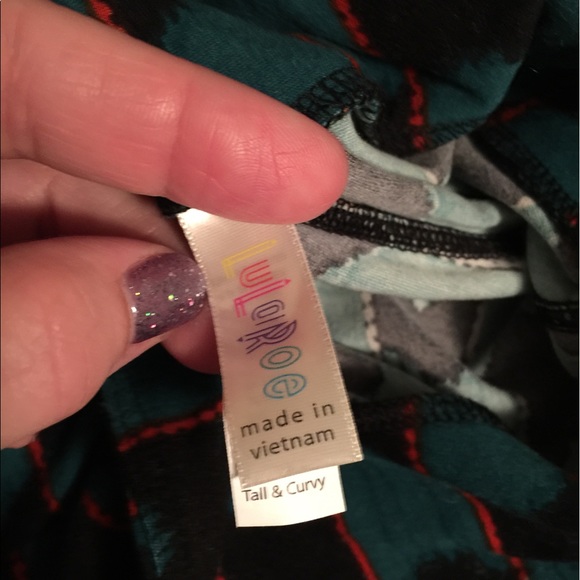 LuLaRoe
made in
vietnam
Tall & Curvy